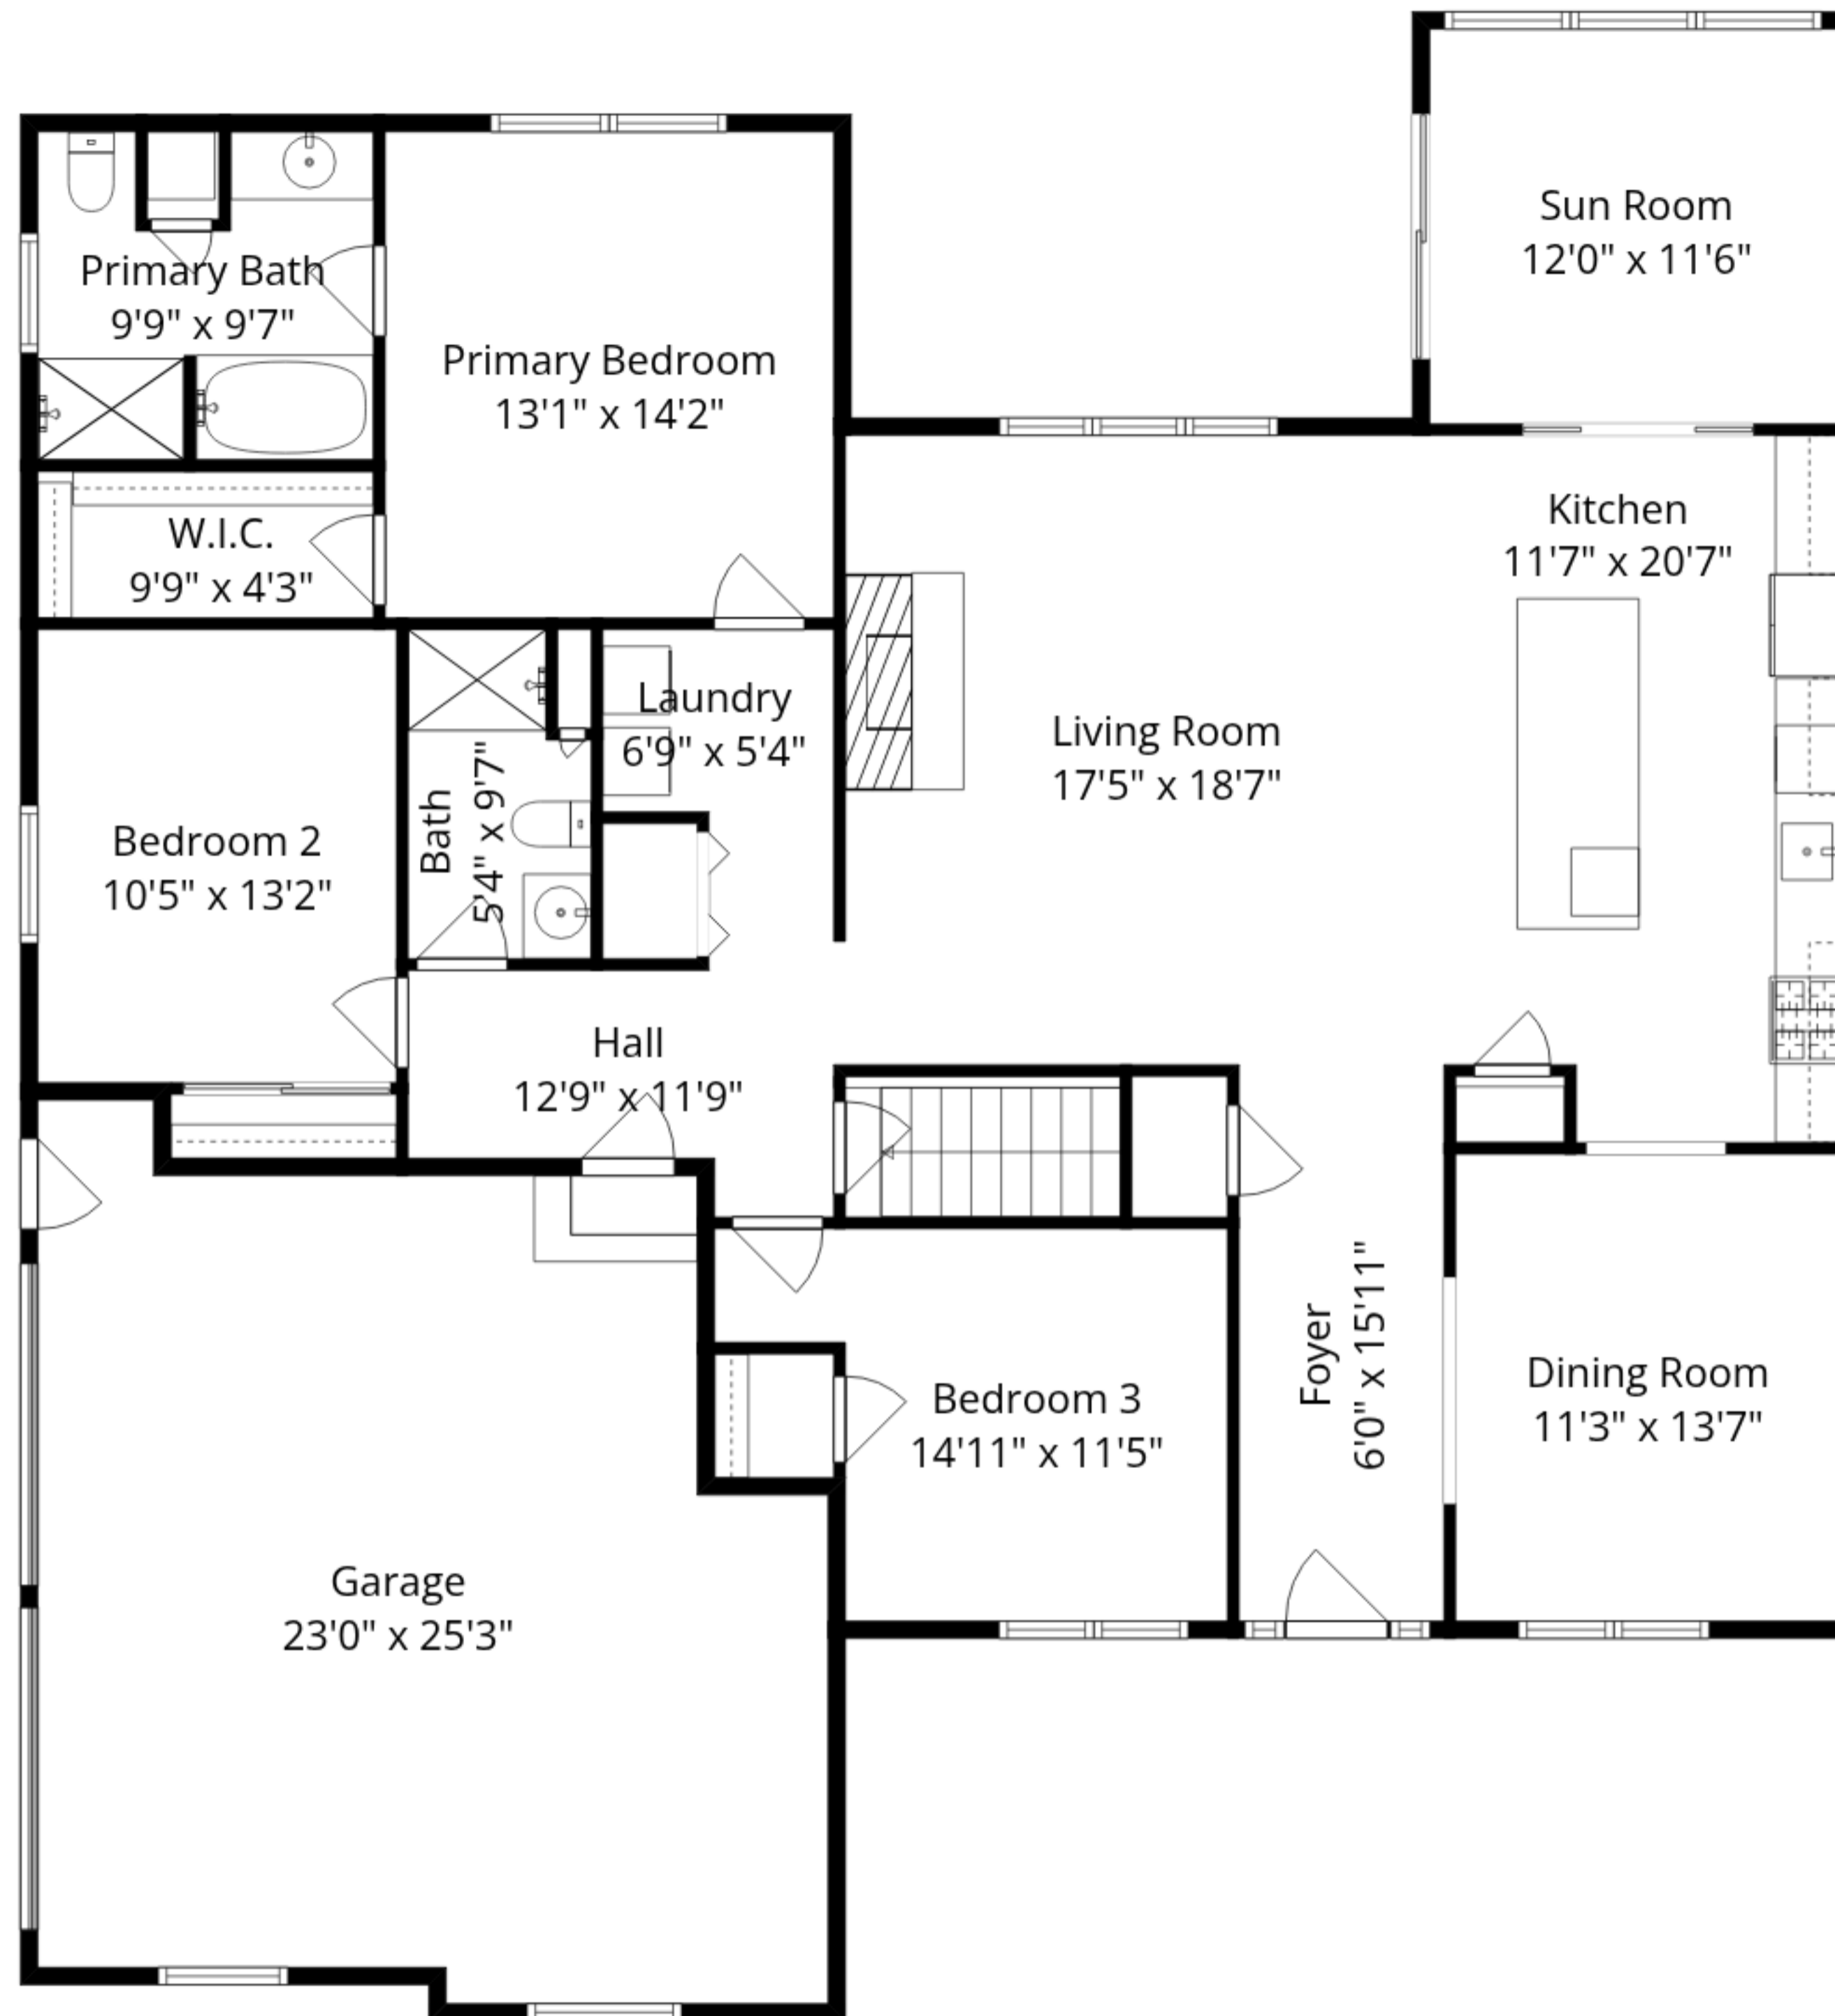 Sun Room
12'0" x 11'6"
Primary Bath
9'9" x 9'7"
Primary Bedroom
13'1" x 14'2"
Kitchen
11'7" x 20'7"
W.I.C.
9'9" x 4'3"
Laundry
6'9" x 5'4"
Living Room
17'5" x 18'7"
Bath
5'4" x 9'7"
Bedroom 2
10'5" x 13'2"
Hall
12'9" x 11'9"
Foyer
6'0" x 15'11"
Dining Room
11'3" x 13'7"
Bedroom 3
14'11" x 11'5"
Garage
23'0" x 25'3"